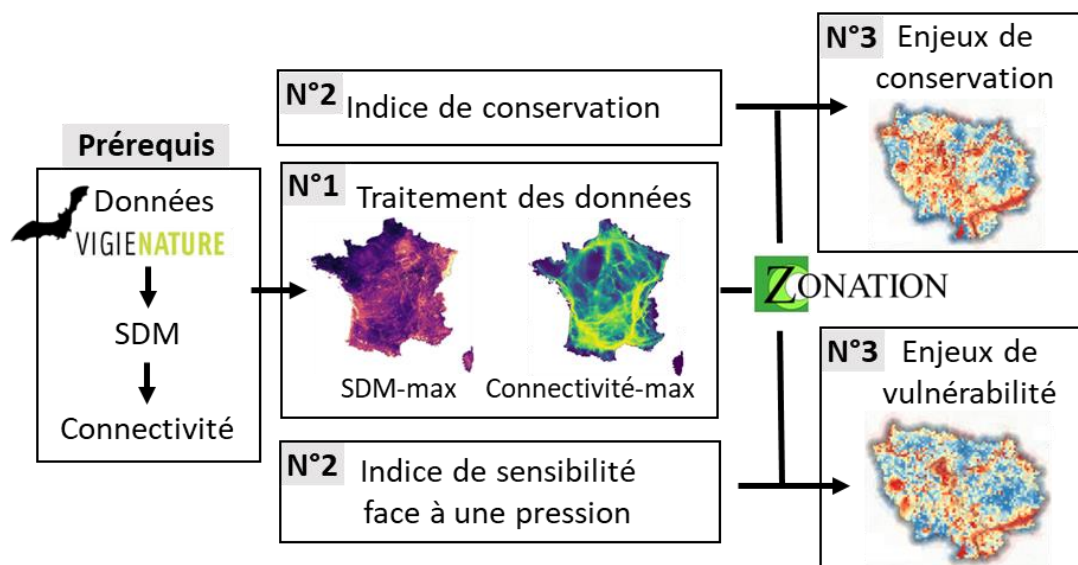 Prérequis
Données
VIGIENATURE
SDM
Connectivité
N°2 Indice de conservation
N°1 Traitement des données
SDM-max
Connectivité-max
N°2 Indice de sensibilité
face à une pression
ZONATION
N°3 Enjeux de
conservation
N°3 Enjeux de
vulnérabilité